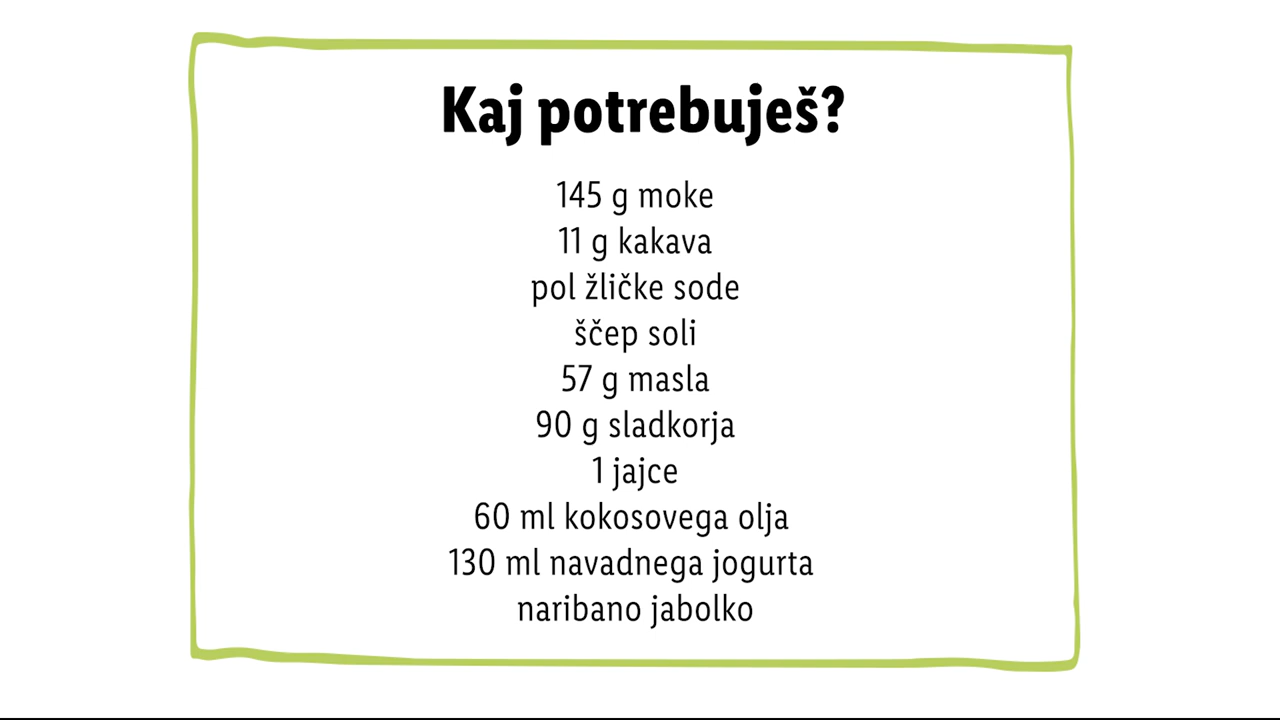 Kaj potrebuješ?
145 g moke
11 g kakava
pol žličke sode
ščep soli
57 g masla
90 g sladkorja
1 jajce
60 ml kokosovega olja
130 ml navadnega jogurta
naribano jabolko